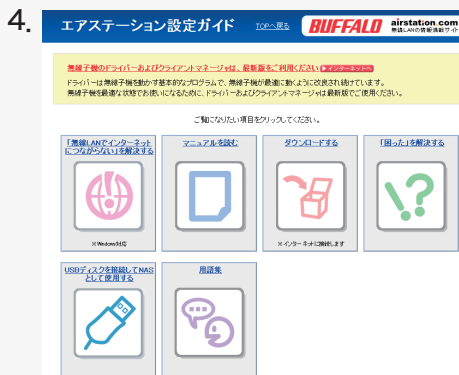 4.
エアステーション設定ガイド TOPへ戻る BUFFALO airstation.com
無線LANの情報満載サイト
無線子機のドライバーおよびクライアントマネージャは、最新版をご利用ください インターネットへ
ドライバーは無線子機を動かす基本的なプログラムで、無線子機が最適に動くように改良され続けています。
無線子機を最適な状態でお使いになるために、ドライバーおよびクライアントマネージャは最新版でご使用ください。
ご覧になりたい項目をクリックしてください。
「無線LANでインターネットにつながらない」を解決する
※Windows対応
マニュアルを読む
ダウンロードする
※インターネットに接続します
「困った」を解決する
USBディスクを接続してNASとして使用する
用語集